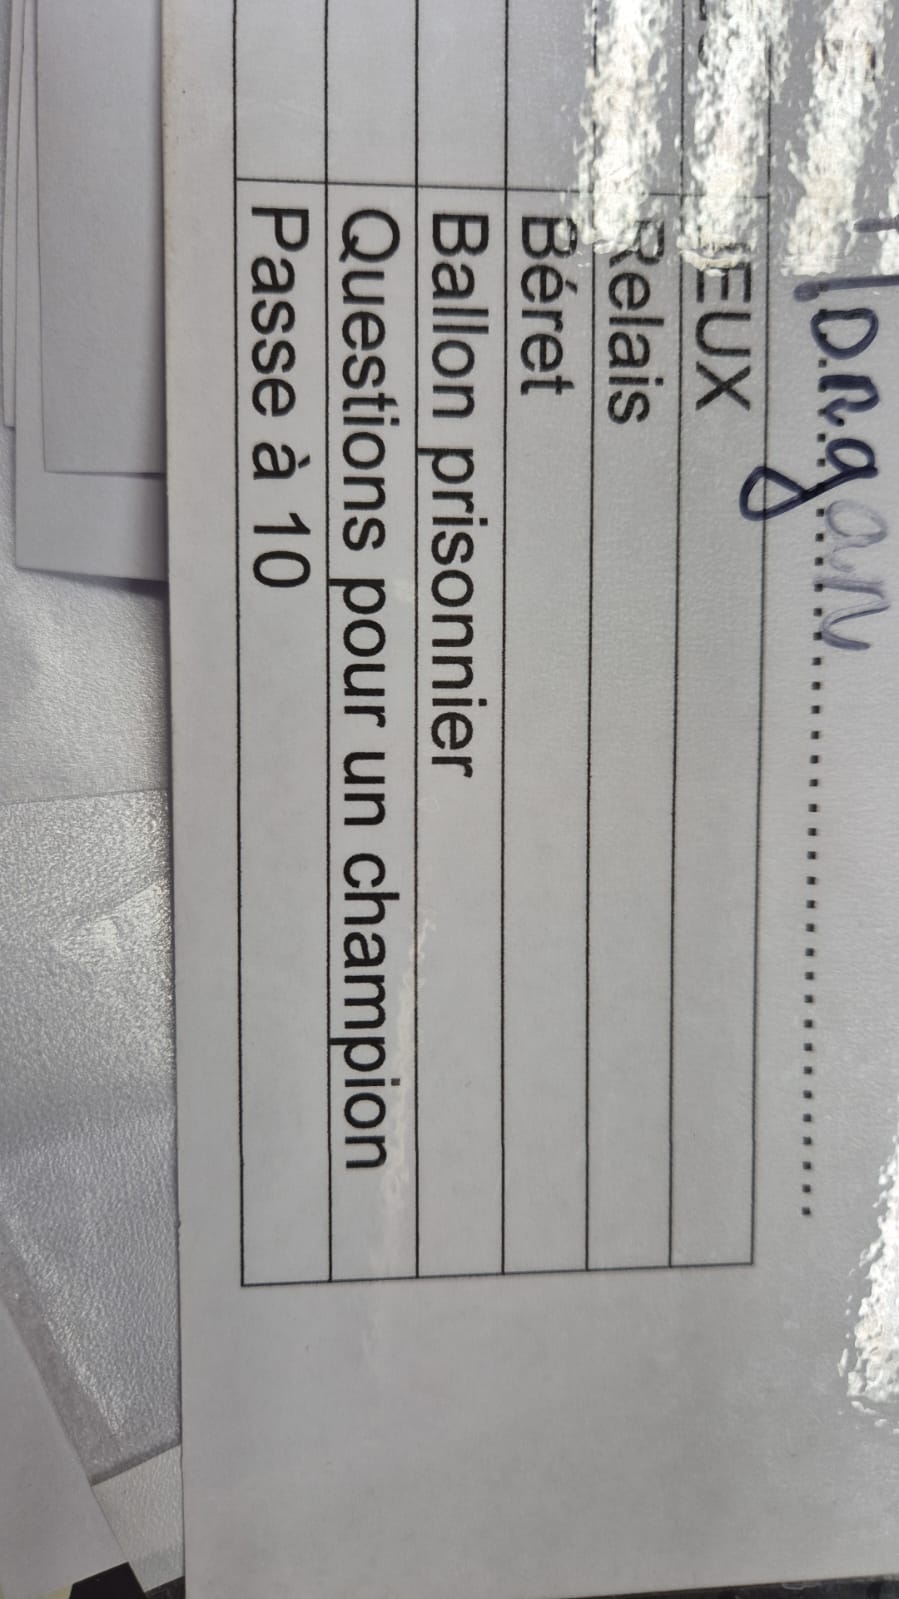 JEUX
Relais
Béret
Ballon prisonnier
Questions pour un champion
Passe à 10